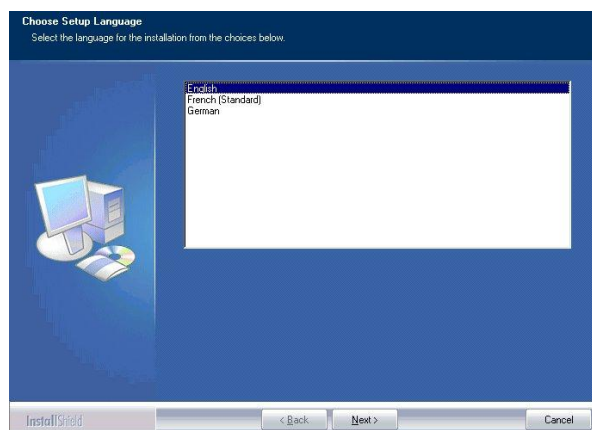 Choose Setup Language
Select the language for the installation from the choices below.
English
French (Standard)
German
InstallShield
< Back
Next >
Cancel